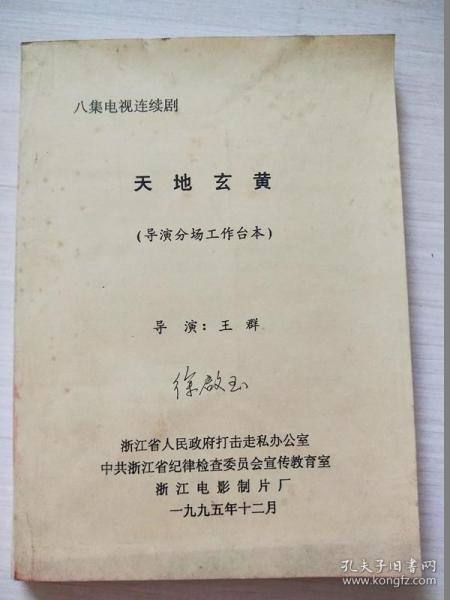 八集电视连续剧
天地玄黄
(导演分场工作台本)
导演：王群
徐啟玉
浙江省人民政府打击走私办公室
中共浙江省纪律检查委员会宣传教育室
浙江电影制片厂
一九九五年十二月
孔夫子旧书网
www.kongfz.com